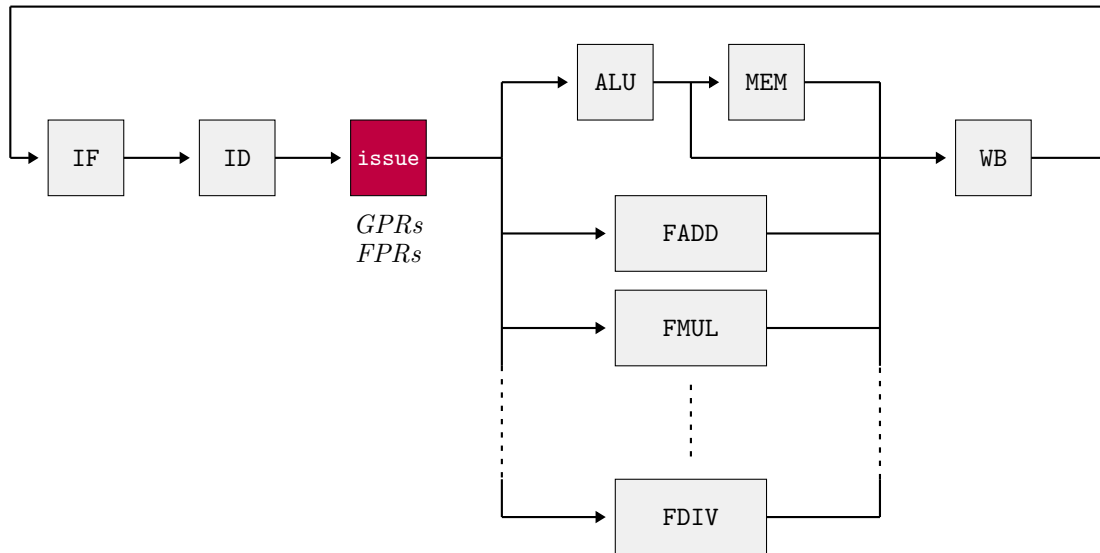 ALU
MEM
IF
ID
issue
WB
GPRs
FPRs
FADD
FMUL
FDIV